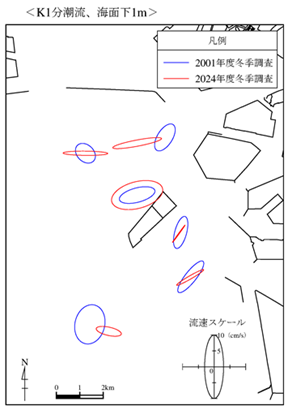 ＜K1分潮流、海面下1m＞
凡例
2001年度冬季調査
2024年度冬季調査
流速スケール
10 (cm/s)
5
0
N
0 1 2km